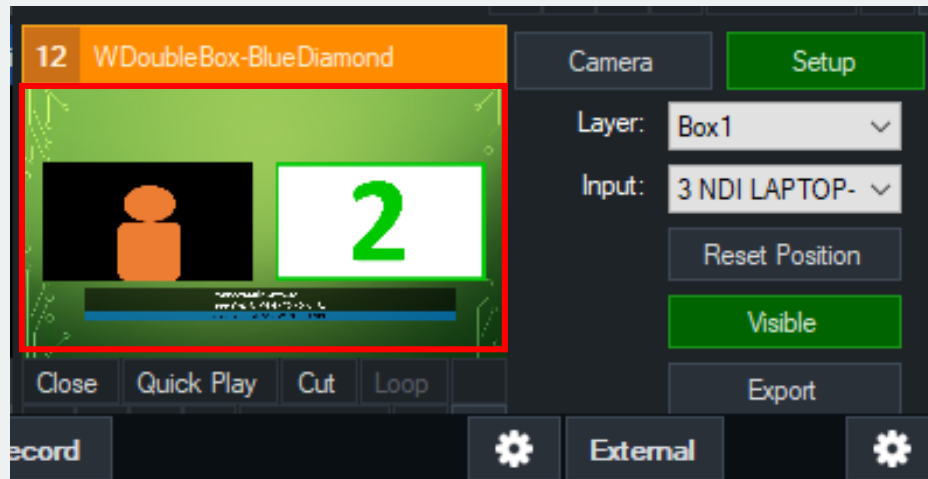 12 WDoubleBox-BlueDiamond
Camera Setup
Layer: Box1
Input: 3 NDI LAPTOP-
2
Reset Position
Visible
Close Quick Play Cut Loop
Export
ecord External